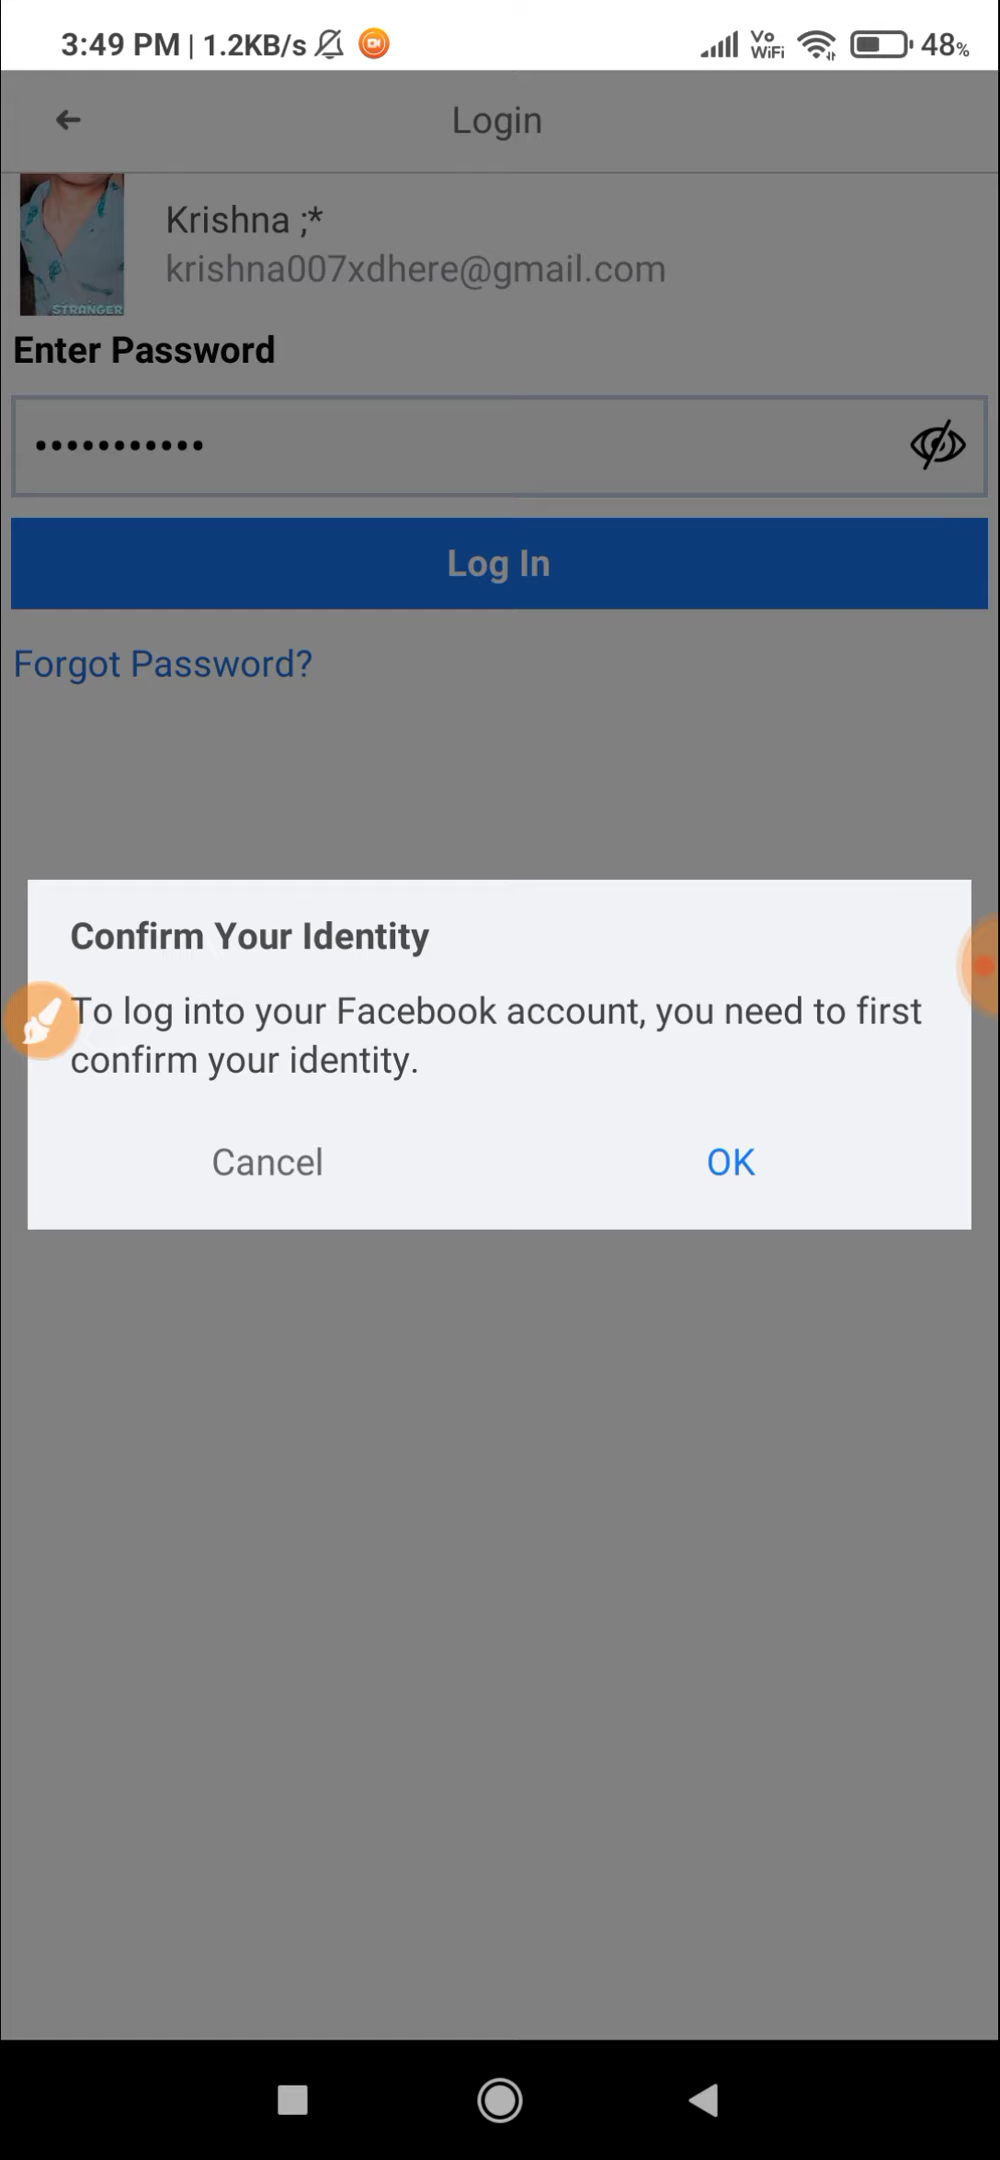 3:49 PM | 1.2KB/s
Vo
WiFi
48%
Login
Krishna ;*
krishna007xdhere@gmail.com
STRANGER
Enter Password
•••••••••••
Log In
Forgot Password?
Confirm Your Identity
To log into your Facebook account, you need to first
confirm your identity.
Cancel
OK